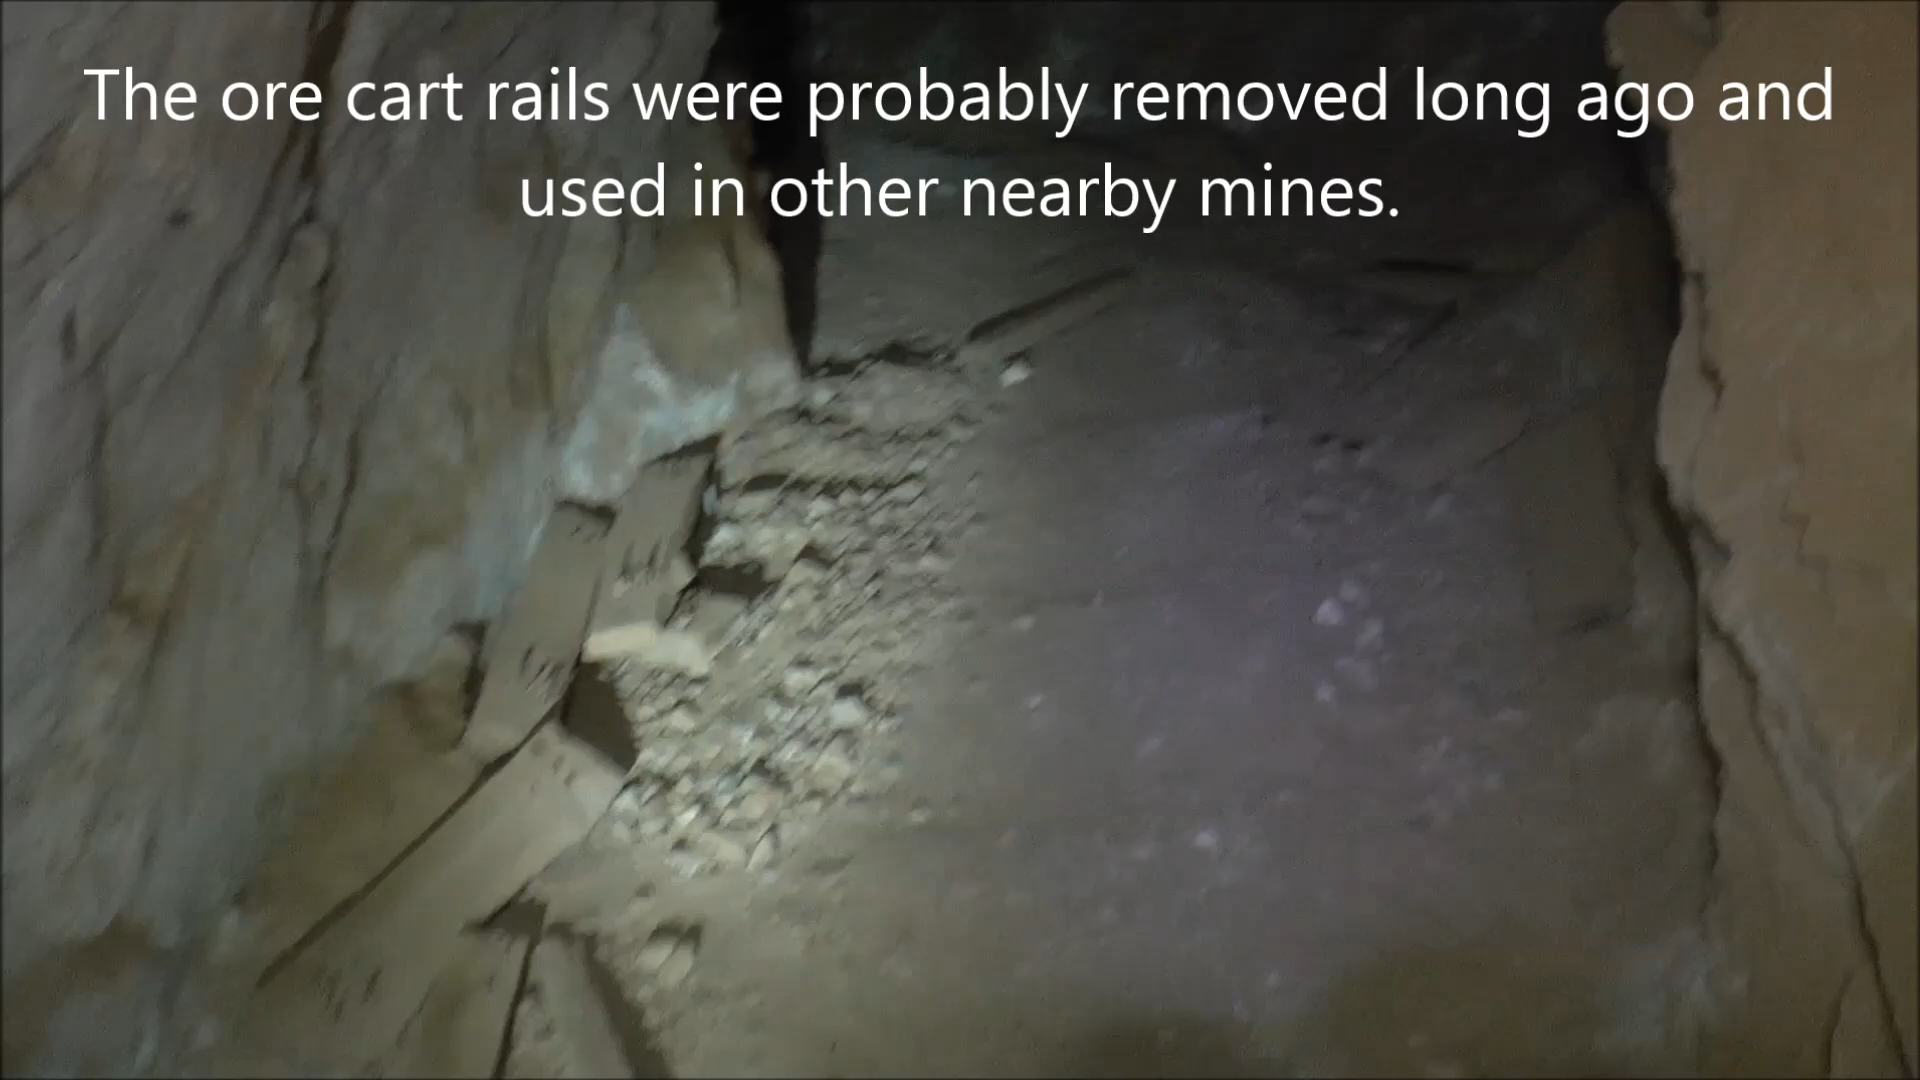 The ore cart rails were probably removed long ago and
used in other nearby mines.